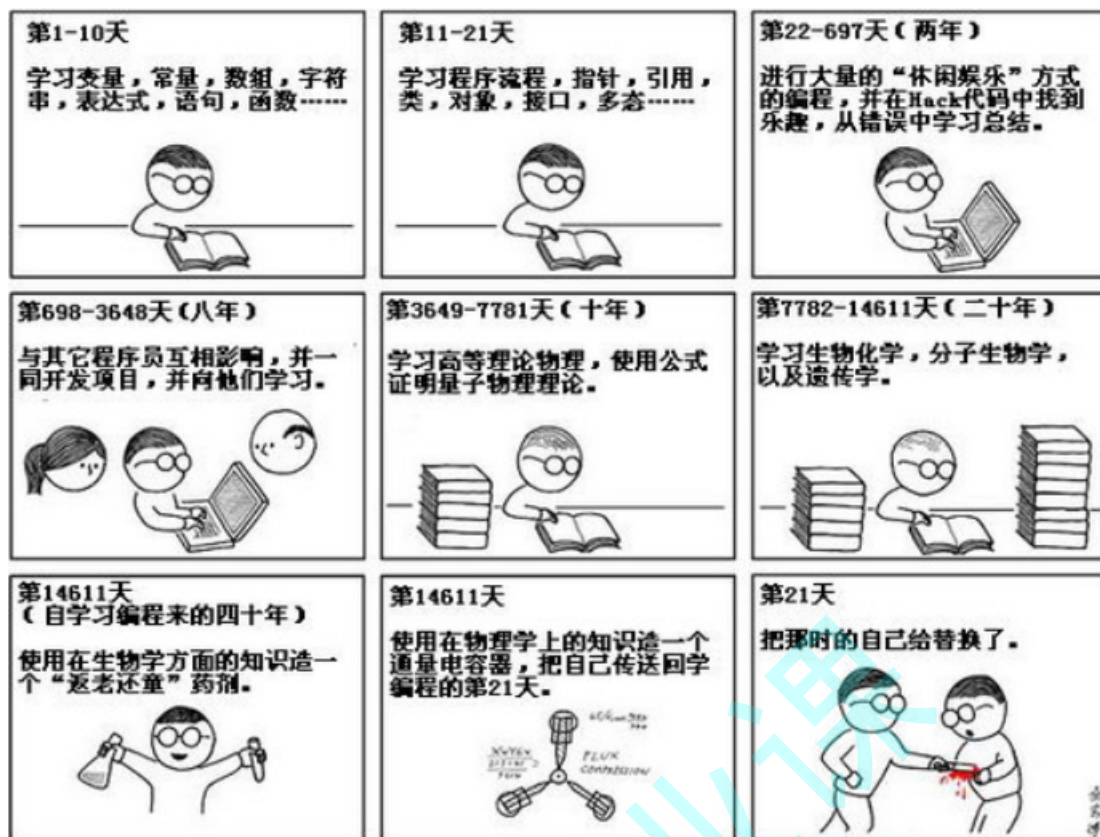 第1-10天
学习变量，常量，数组，字符
串，表达式，语句，函数……
第11-21天
学习程序流程，指针，引用，
类，对象，接口，多态……
第22-697天（两年）
进行大量的“休闲娱乐”方式
的编程，并在Hack代码中找到
乐趣，从错误中学习总结。
第698-3648天(八年）
与其它程序员互相影响，并一
同开发项目，并向他们学习。
第3649-7781天（十年）
学习高等理论物理，使用公式
证明量子物理理论。
第7782-14611天（二十年）
学习生物化学，分子生物学，
以及遗传学。
第14611天
（自学习编程来的四十年）
使用在生物学方面的知识造一
个“返老还童”药剂。
第14611天
使用在物理学上的知识造一个
通量电容器，把自己传送回学
编程的第21天。
FLUX
第21天
把那时的自己给替换了。
业课